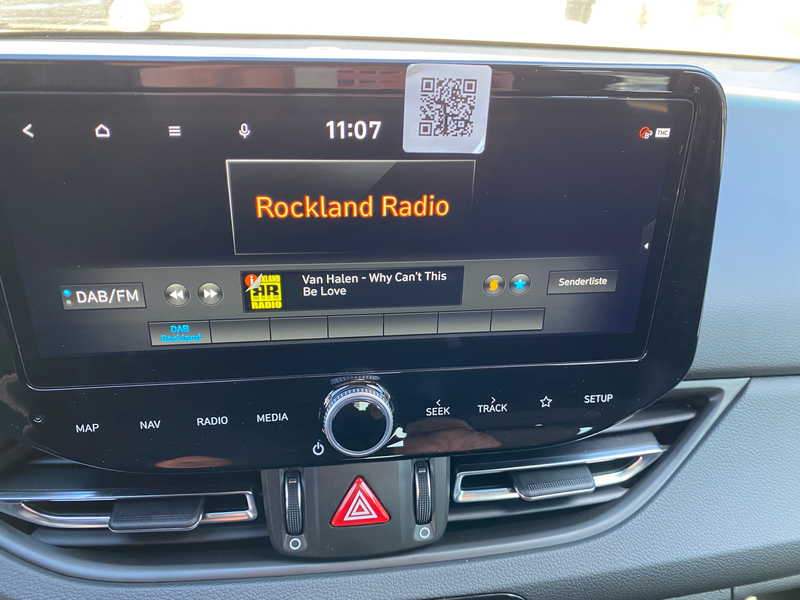 11:07
TMC
Rockland Radio
DAB/FM
RADIO
Van Halen - Why Can't This
Be Love
Senderliste
DAB
Rockland
MAP
NAV
RADIO
MEDIA
SEEK
TRACK
SETUP